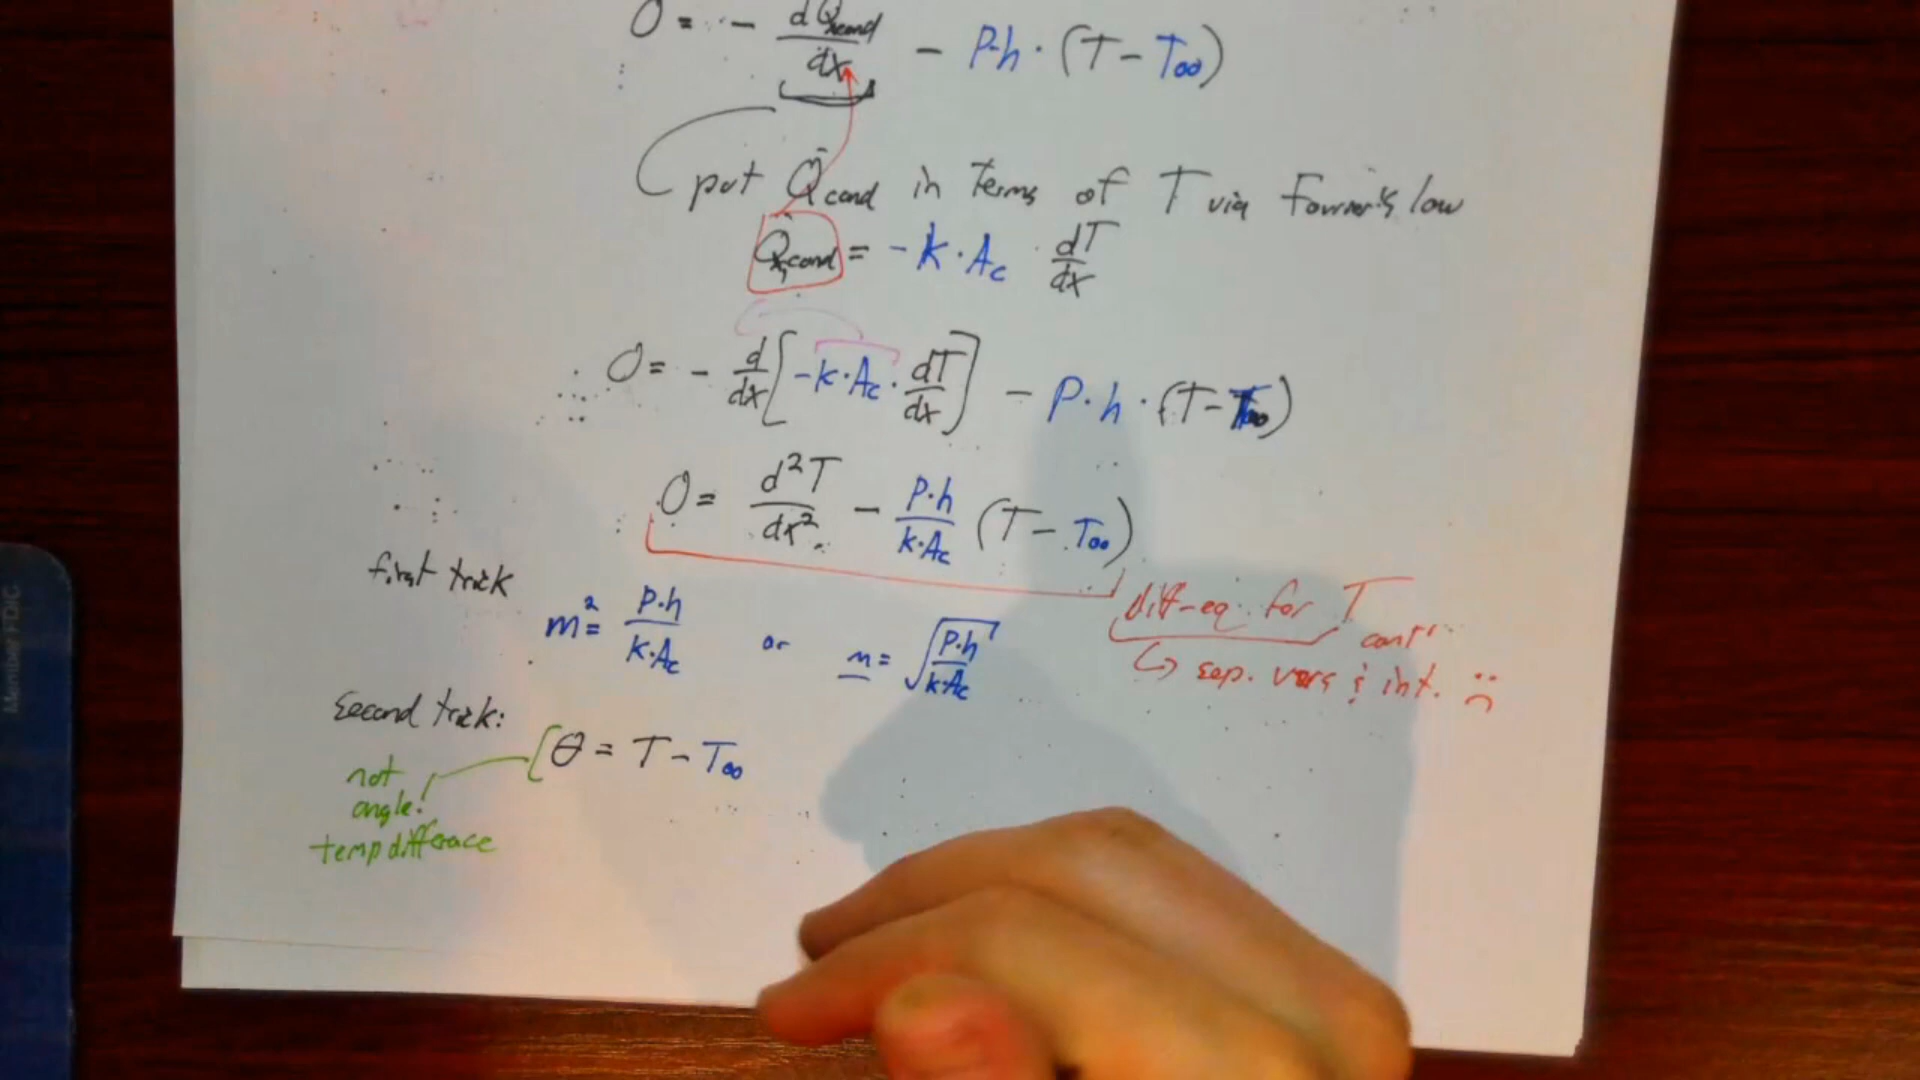 0 = - dQ̇x,cond/dx - P·h · (T - T∞)
put Q̇cond in terms of T via Fourier's law
Q̇x,cond = -k · Ac · dT/dx
∴ 0 = - d/dx [-k·Ac · dT/dx] - P·h · (T - T∞)
0 = d²T/dx² - P·h/k·Ac (T - T∞)
first trick
diff-eq. for T
m² = P·h/k·Ac or m = √P·h/k·Ac
↳ sep. vars & int. :(
second trick:
θ = T - T∞
not
angle!
temp difference
Member FDIC